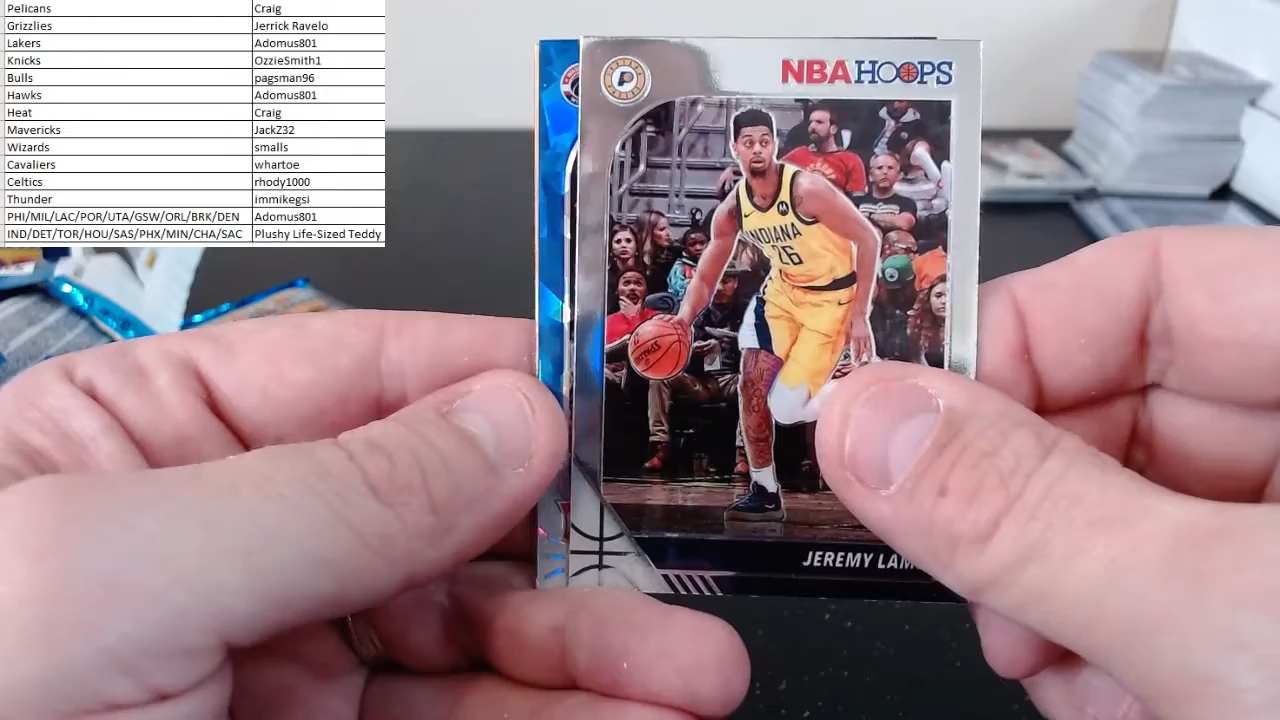 Pelicans Craig
Grizzlies Jerrick Ravelo
Lakers Adomus801
Knicks OzzieSmith1
Bulls pagsman96
Hawks Adomus801
Heat Craig
Mavericks JackZ32
Wizards smalls
Cavaliers whartoe
Celtics rhody1000
Thunder immikegsi
PHI/MIL/LAC/POR/UTA/GSW/ORL/BRK/DEN Adomus801
IND/DET/TOR/HOU/SAS/PHX/MIN/CHA/SAC Plushy Life-Sized Teddy
P
NBA HOOPS
INDIANA
26
SPALDING
JEREMY LAM